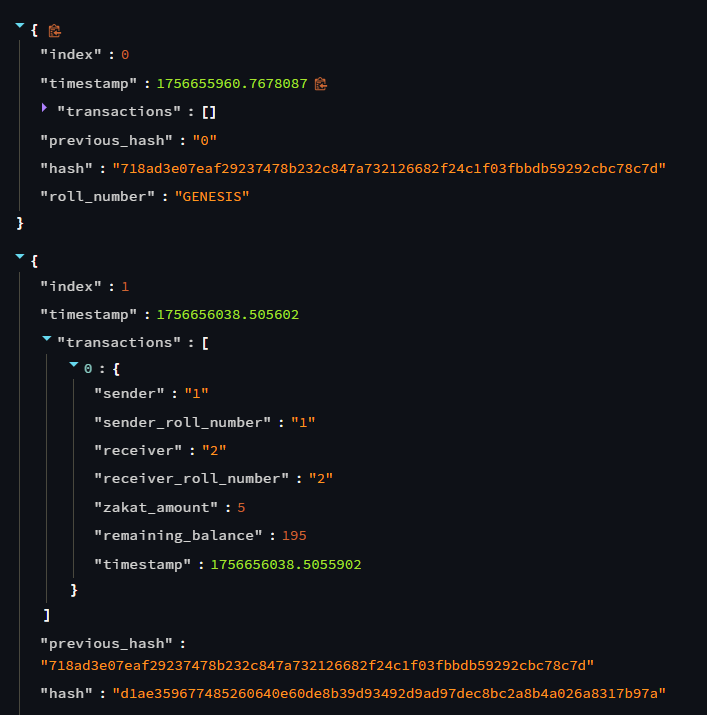 {
"index" : 0
"timestamp" : 1756655960.7678087
"transactions" : []
"previous_hash" : "0"
"hash" : "718ad3e07eaf29237478b232c847a732126682f24c1f03fbbdb59292cbc78c7d"
"roll_number" : "GENESIS"
}
{
"index" : 1
"timestamp" : 1756656038.505602
"transactions" : [
0 : {
"sender" : "1"
"sender_roll_number" : "1"
"receiver" : "2"
"receiver_roll_number" : "2"
"zakat_amount" : 5
"remaining_balance" : 195
"timestamp" : 1756656038.5055902
}
]
"previous_hash" :
"718ad3e07eaf29237478b232c847a732126682f24c1f03fbbdb59292cbc78c7d"
"hash" : "d1ae359677485260640e60de8b39d93492d9ad97dec8bc2a8b4a026a8317b97a"